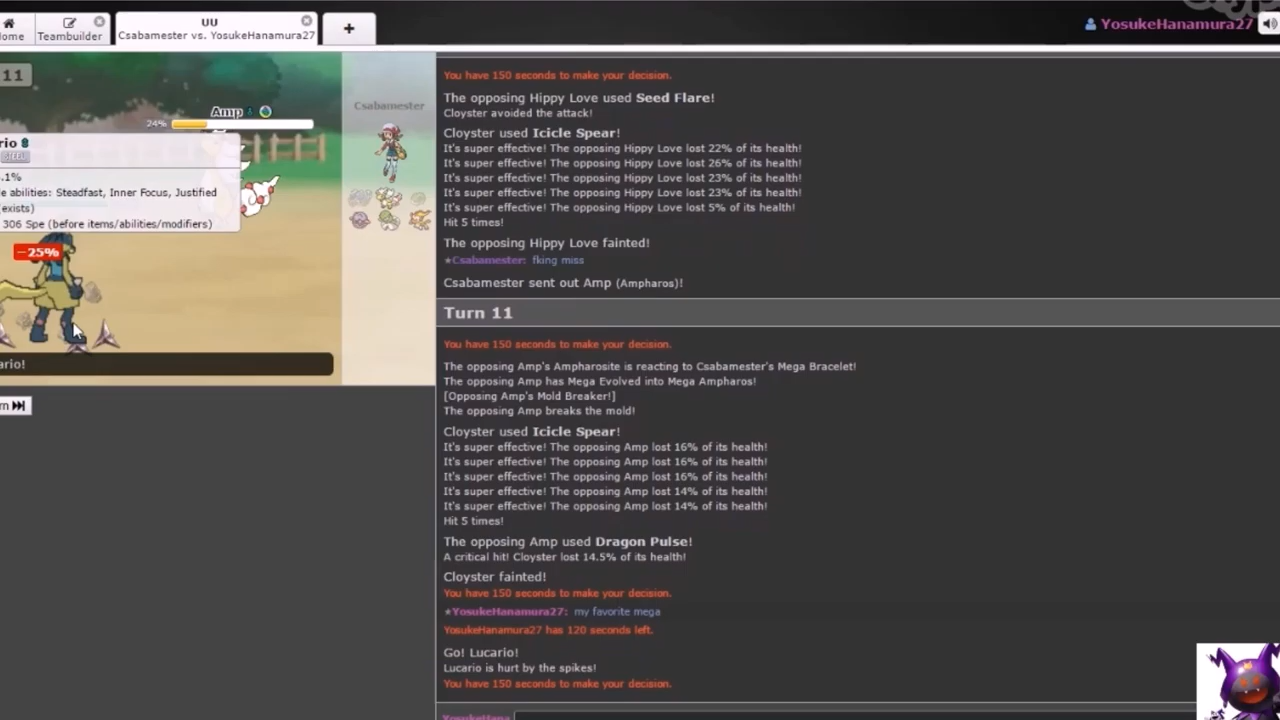 ome
Teambuilder
UU
Csabamester vs. YosukeHanamura27
+
YosukeHanamura27
11
Amp
24%
rio
STEEL
.1%
e abilities: Steadfast, Inner Focus, Justified
(exists)
306 Spe (before items/abilities/modifiers)
−25%
ario!
Csabamester
m
You have 150 seconds to make your decision.
The opposing Hippy Love used Seed Flare!
Cloyster avoided the attack!
Cloyster used Icicle Spear!
It's super effective! The opposing Hippy Love lost 22% of its health!
It's super effective! The opposing Hippy Love lost 26% of its health!
It's super effective! The opposing Hippy Love lost 23% of its health!
It's super effective! The opposing Hippy Love lost 23% of its health!
It's super effective! The opposing Hippy Love lost 5% of its health!
Hit 5 times!
The opposing Hippy Love fainted!
★Csabamester: fking miss
Csabamester sent out Amp (Ampharos)!
Turn 11
You have 150 seconds to make your decision.
The opposing Amp's Ampharosite is reacting to Csabamester's Mega Bracelet!
The opposing Amp has Mega Evolved into Mega Ampharos!
[Opposing Amp's Mold Breaker!]
The opposing Amp breaks the mold!
Cloyster used Icicle Spear!
It's super effective! The opposing Amp lost 16% of its health!
It's super effective! The opposing Amp lost 16% of its health!
It's super effective! The opposing Amp lost 16% of its health!
It's super effective! The opposing Amp lost 14% of its health!
It's super effective! The opposing Amp lost 14% of its health!
Hit 5 times!
The opposing Amp used Dragon Pulse!
A critical hit! Cloyster lost 14.5% of its health!
Cloyster fainted!
You have 150 seconds to make your decision.
★YosukeHanamura27: my favorite mega
YosukeHanamura27 has 120 seconds left.
Go! Lucario!
Lucario is hurt by the spikes!
You have 150 seconds to make your decision.
YosukeHana